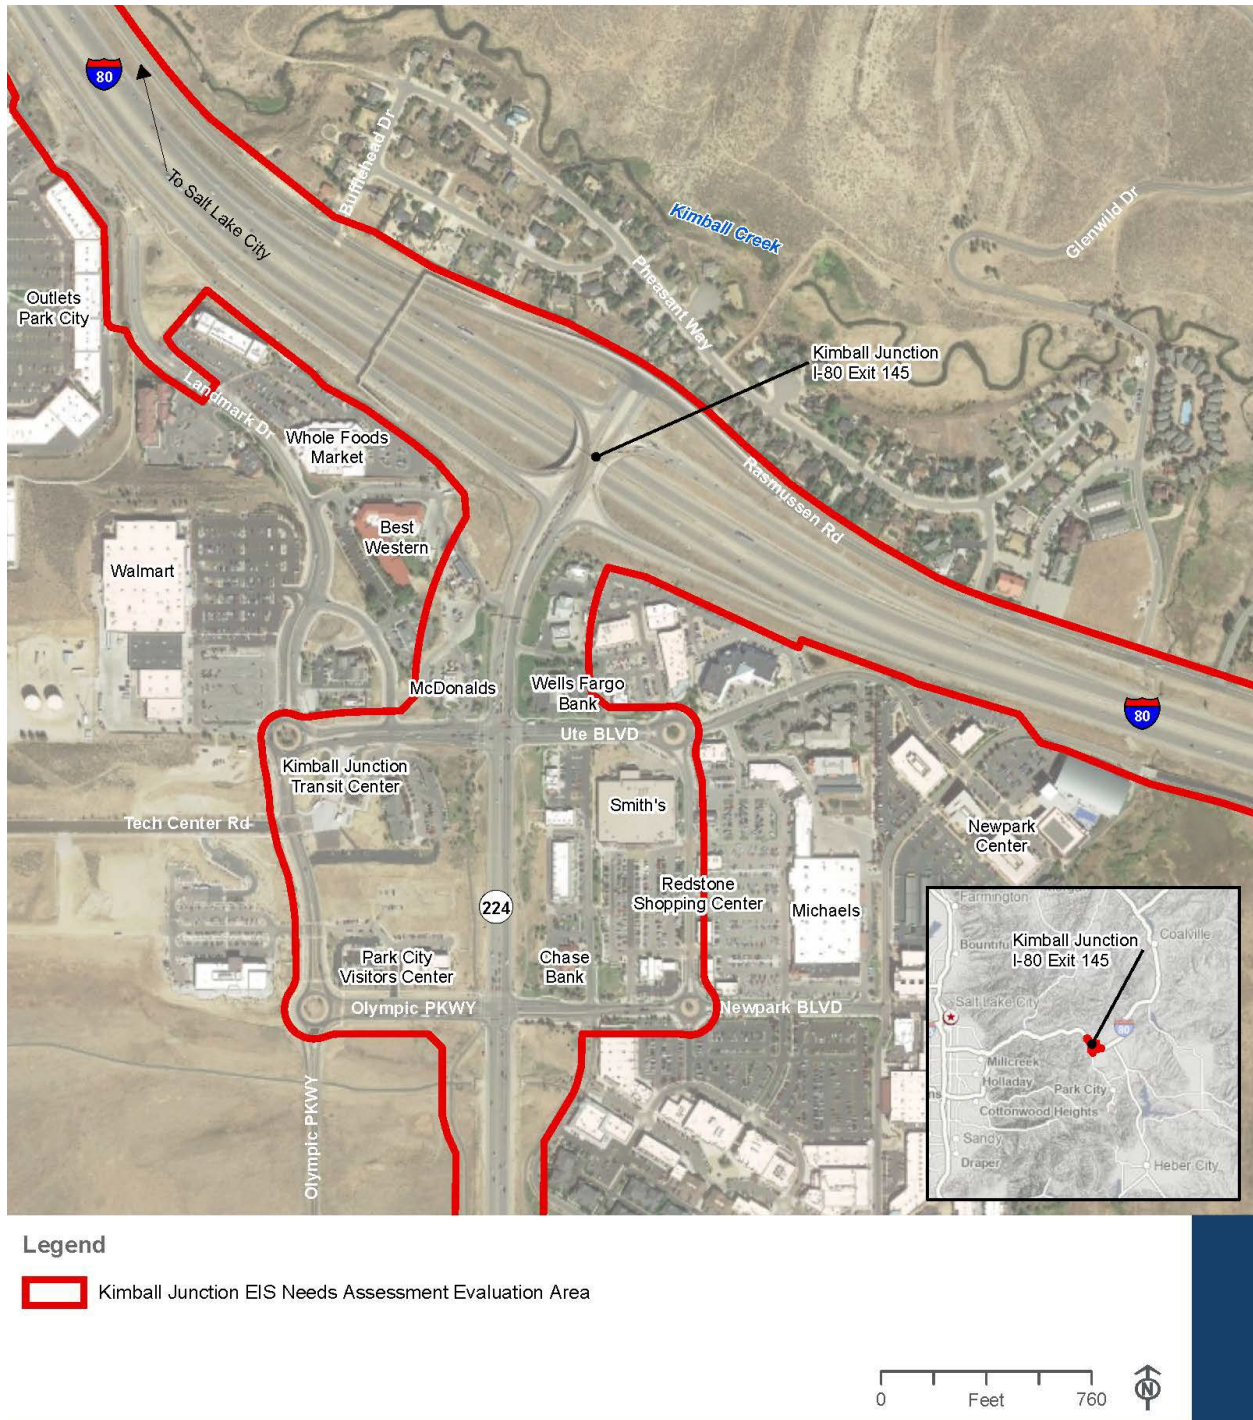 80
To Salt Lake City
Bufflehead Dr
Kimball Creek
Glenwild Dr
Pheasant Way
Outlets
Park City
Kimball Junction
I-80 Exit 145
Landmark Dr
Whole Foods
Market
Rasmussen Rd
Best
Western
Walmart
McDonalds
Wells Fargo
Bank
80
Ute BLVD
Kimball Junction
Transit Center
Smith's
Tech Center Rd
Newpark
Center
Redstone
Shopping Center
Michaels
224
Park City
Visitors Center
Chase
Bank
Olympic PKWY
Newpark BLVD
Olympic PKWY
Farmington
Coalville
Kimball Junction
I-80 Exit 145
Bountiful
Salt Lake City
80
Millcreek
Holladay
Park City
Cottonwood Heights
Sandy
Draper
Heber City
Legend
Kimball Junction EIS Needs Assessment Evaluation Area
0
Feet
760
N